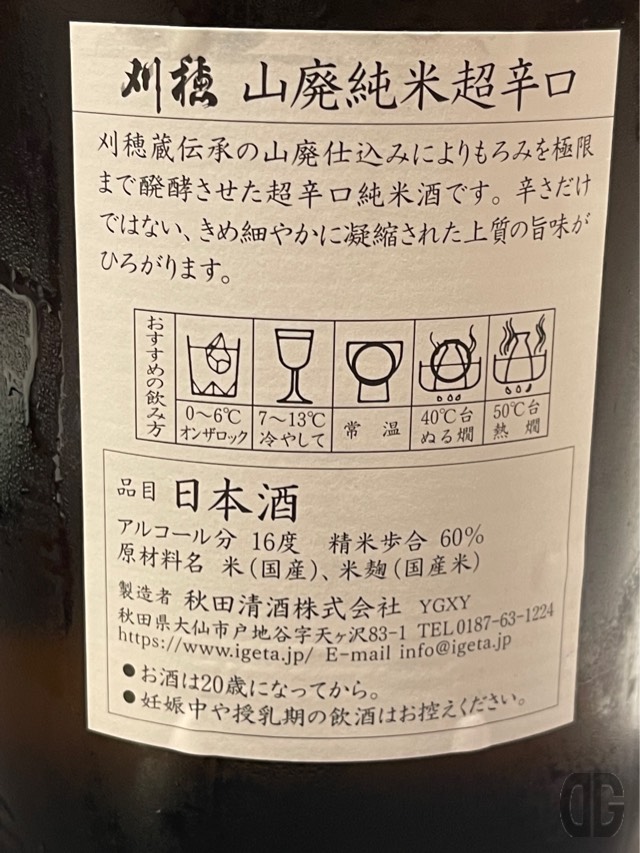 刈穂 山廃純米超辛口
刈穂蔵伝承の山廃仕込みによりもろみを極限
まで醗酵させた超辛口純米酒です。辛さだけ
ではない、きめ細やかに凝縮された上質の旨味が
ひろがります。
おすすめの飲み方
0～6℃
オンザロック
7～13℃
冷やして
常温
40℃台
ぬる燗
50℃台
熱燗
品目 日本酒
アルコール分 16度 精米歩合 60%
原材料名 米(国産)、米麹(国産米)
製造者 秋田清酒株式会社 YGXY
秋田県大仙市戸地谷字天ヶ沢83-1 TEL0187-63-1224
https://www.igeta.jp/ E-mail info@igeta.jp
●お酒は20歳になってから。
●妊娠中や授乳期の飲酒はお控えください。
DG